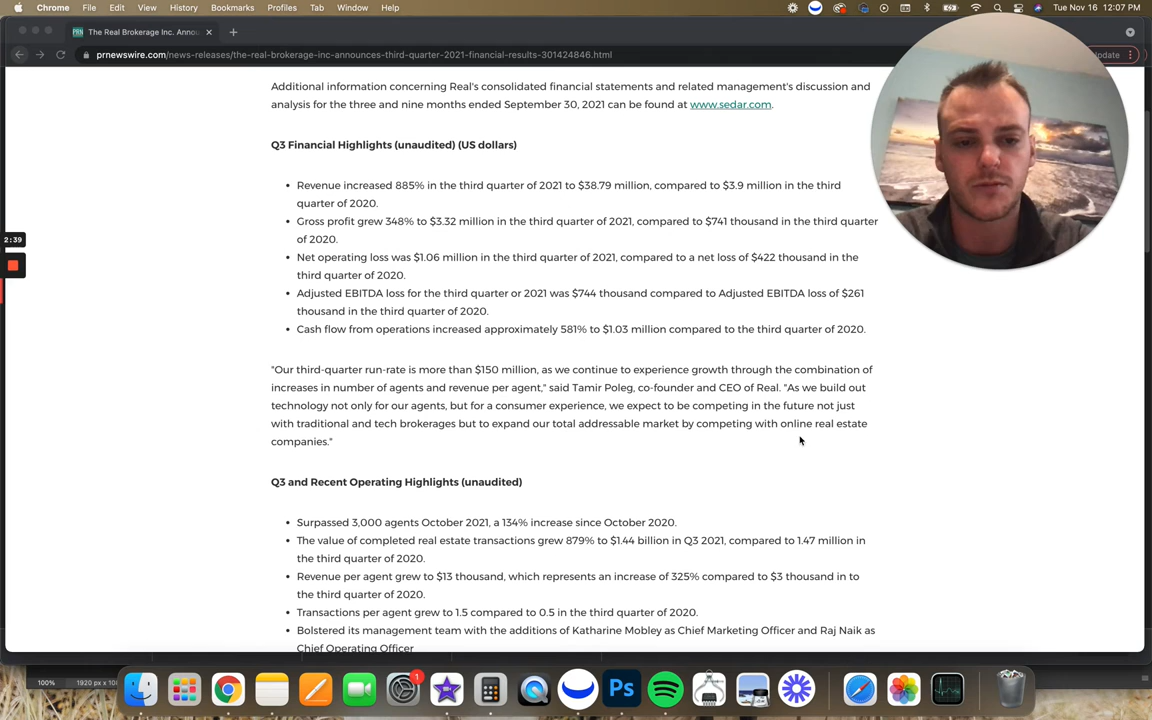 Chrome File Edit View History Bookmarks Profiles Tab Window Help Tue Nov 16 12:07 PM
PRN The Real Brokerage Inc. Anno
prnewswire.com/news-releases/the-real-brokerage-inc-announces-third-quarter-2021-financial-results-301424846.html
Update
Additional information concerning Real's consolidated financial statements and related management's discussion and
analysis for the three and nine months ended September 30, 2021 can be found at www.sedar.com.
Q3 Financial Highlights (unaudited) (US dollars)
• Revenue increased 885% in the third quarter of 2021 to $38.79 million, compared to $3.9 million in the third
quarter of 2020.
• Gross profit grew 348% to $3.32 million in the third quarter of 2021, compared to $741 thousand in the third quarter
of 2020.
2:39
• Net operating loss was $1.06 million in the third quarter of 2021, compared to a net loss of $422 thousand in the
third quarter of 2020.
• Adjusted EBITDA loss for the third quarter or 2021 was $744 thousand compared to Adjusted EBITDA loss of $261
thousand in the third quarter of 2020.
• Cash flow from operations increased approximately 581% to $1.03 million compared to the third quarter of 2020.
"Our third-quarter run-rate is more than $150 million, as we continue to experience growth through the combination of
increases in number of agents and revenue per agent," said Tamir Poleg, co-founder and CEO of Real. "As we build out
technology not only for our agents, but for a consumer experience, we expect to be competing in the future not just
with traditional and tech brokerages but to expand our total addressable market by competing with online real estate
companies."
Q3 and Recent Operating Highlights (unaudited)
• Surpassed 3,000 agents October 2021, a 134% increase since October 2020.
• The value of completed real estate transactions grew 879% to $1.44 billion in Q3 2021, compared to 1.47 million in
the third quarter of 2020.
• Revenue per agent grew to $13 thousand, which represents an increase of 325% compared to $3 thousand in to
the third quarter of 2020.
• Transactions per agent grew to 1.5 compared to 0.5 in the third quarter of 2020.
• Bolstered its management team with the additions of Katharine Mobley as Chief Marketing Officer and Raj Naik as
Chief Operating Officer
100% 1920 px x 10
1
Ps